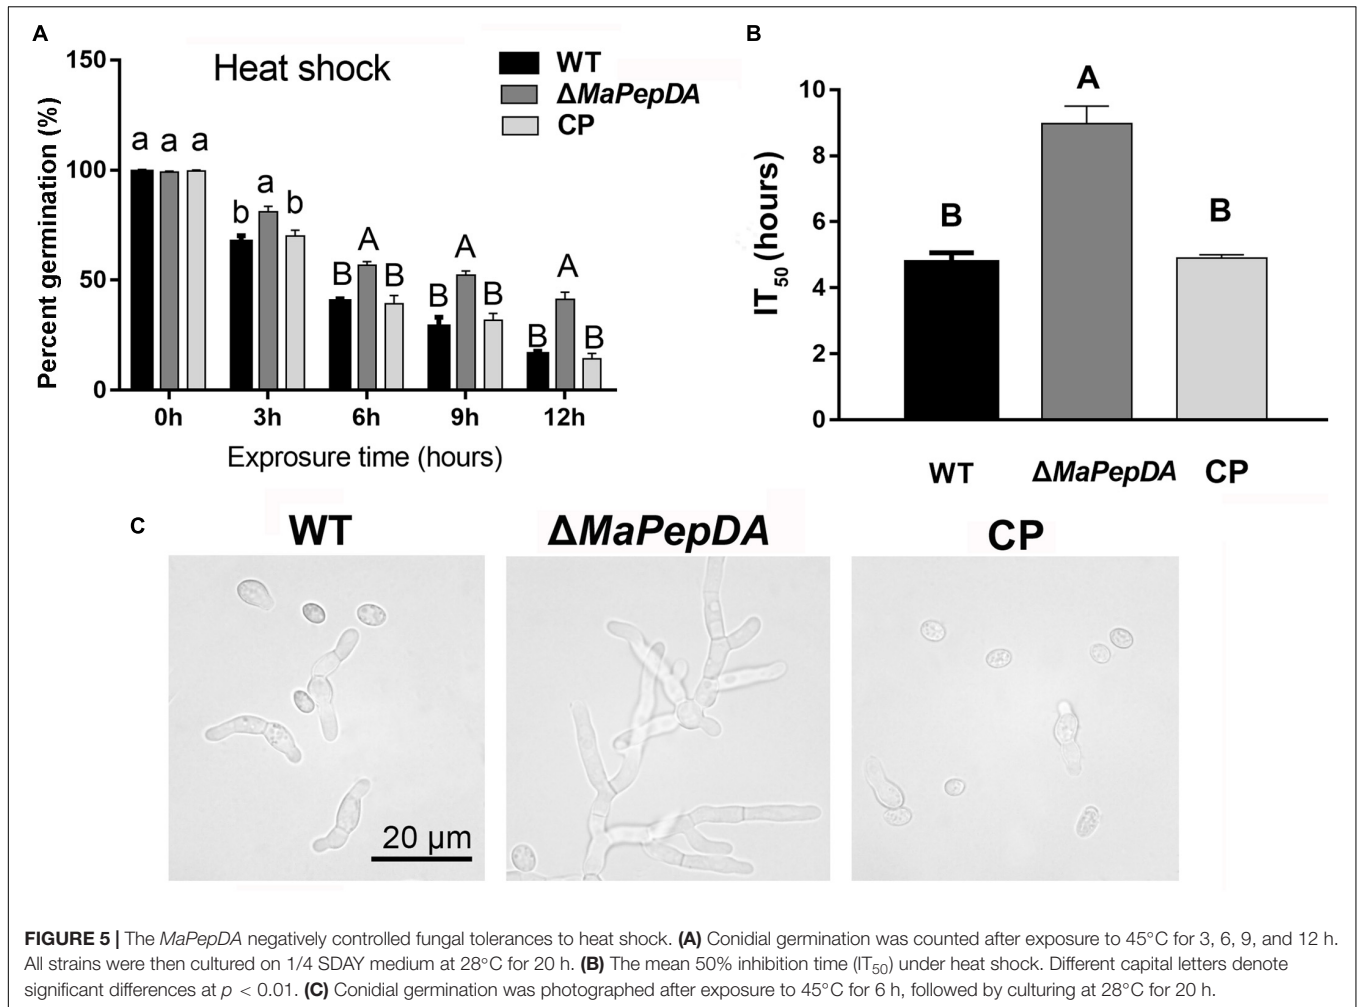 A
150
Heat shock
WT
ΔMaPepDA
CP
Percent germination (%)
a a a
100
b a b
B A B
B A B
B A B
50
0
0h 3h 6h 9h 12h
Exprosure time (hours)
B
10
8
6
4
2
0
IT50 (hours)
B A B
WT ΔMaPepDA CP
C
WT ΔMaPepDA CP
20 µm
FIGURE 5 | The MaPepDA negatively controlled fungal tolerances to heat shock. (A) Conidial germination was counted after exposure to 45°C for 3, 6, 9, and 12 h.
All strains were then cultured on 1/4 SDAY medium at 28°C for 20 h. (B) The mean 50% inhibition time (IT50) under heat shock. Different capital letters denote
significant differences at p < 0.01. (C) Conidial germination was photographed after exposure to 45°C for 6 h, followed by culturing at 28°C for 20 h.